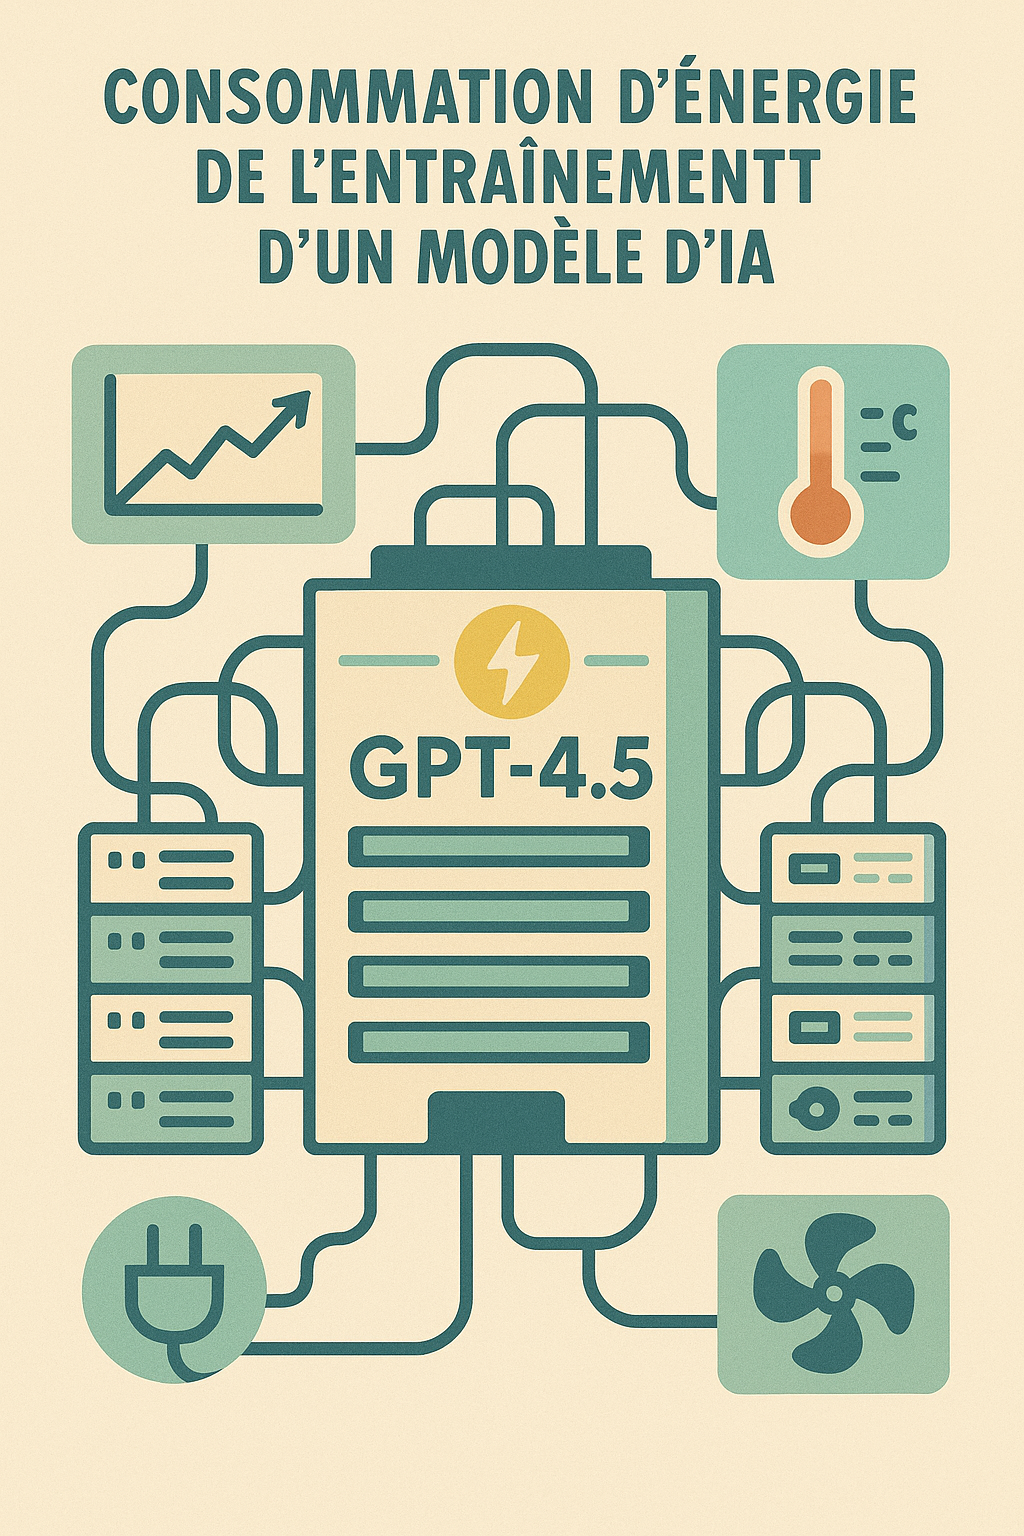 CONSOMMATION D’ÉNERGIE
DE L’ENTRAÎNEMENTT
D’UN MODÈLE D’IA
C
GPT-4.5